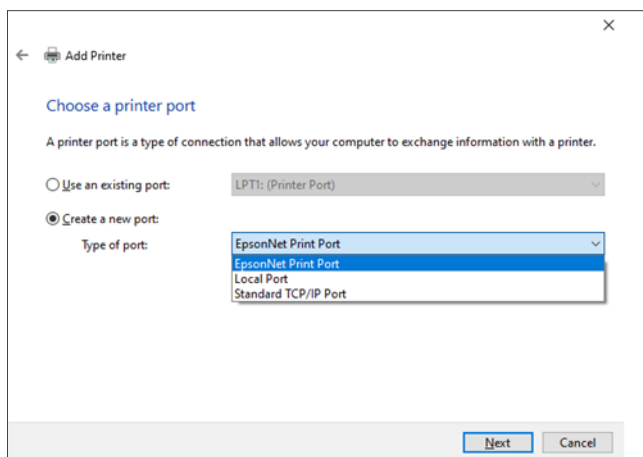 Add Printer
Choose a printer port
A printer port is a type of connection that allows your computer to exchange information with a printer.
Use an existing port:
LPT1: (Printer Port)
Create a new port:
Type of port:
EpsonNet Print Port
EpsonNet Print Port
Local Port
Standard TCP/IP Port
Next
Cancel